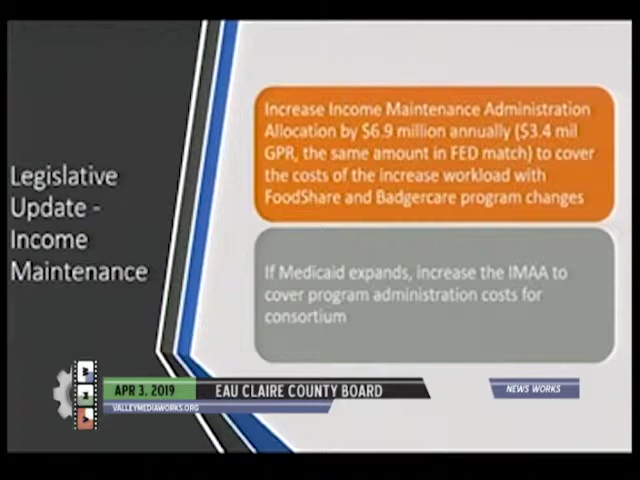 Legislative
Update -
Income
Maintenance
Increase Income Maintenance Administration
Allocation by $6.9 million annually ($3.4 mil
GPR, the same amount in FED match) to cover
the costs of the increase workload with
FoodShare and Badgercare program changes
If Medicaid expands, increase the IMAA to
cover program administration costs for
consortium
APR 3, 2019
EAU CLAIRE COUNTY BOARD
NEWS WORKS
VALLEYMEDIAWORKS.ORG